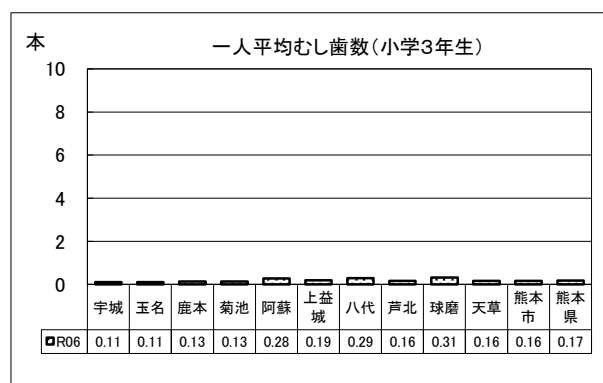 本
一人平均むし歯数(小学3年生)
10
8
6
4
2
0
宇城 玉名 鹿本 菊池 阿蘇 上益城 八代 芦北 球磨 天草 熊本市 熊本県
R06 0.11 0.11 0.13 0.13 0.28 0.19 0.29 0.16 0.31 0.16 0.16 0.17